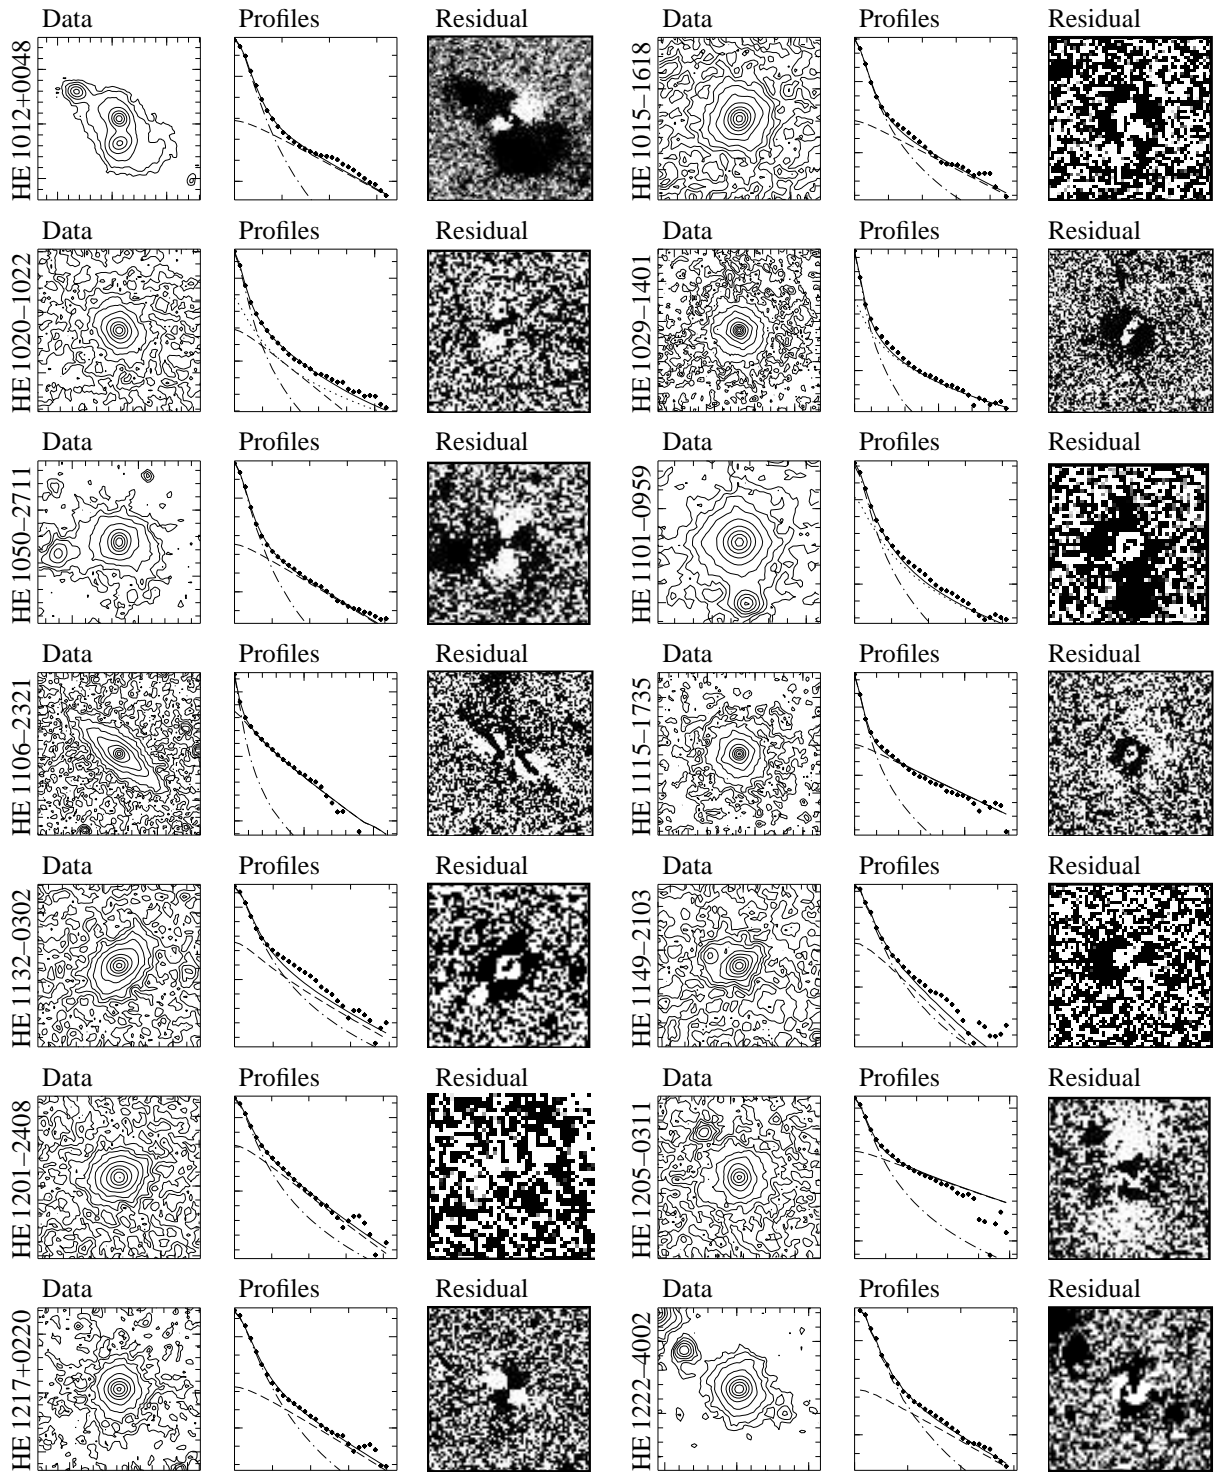 Data Profiles Residual Data Profiles Residual
HE 1012+0048 HE 1015−1618
Data Profiles Residual Data Profiles Residual
HE 1020−1022 HE 1029−1401
Data Profiles Residual Data Profiles Residual
HE 1050−2711 HE 1101−0959
Data Profiles Residual Data Profiles Residual
HE 1106−2321 HE 1115−1735
Data Profiles Residual Data Profiles Residual
HE 1132−0302 HE 1149−2103
Data Profiles Residual Data Profiles Residual
HE 1201−2408 HE 1205−0311
Data Profiles Residual Data Profiles Residual
HE 1217+0220 HE 1222−4002